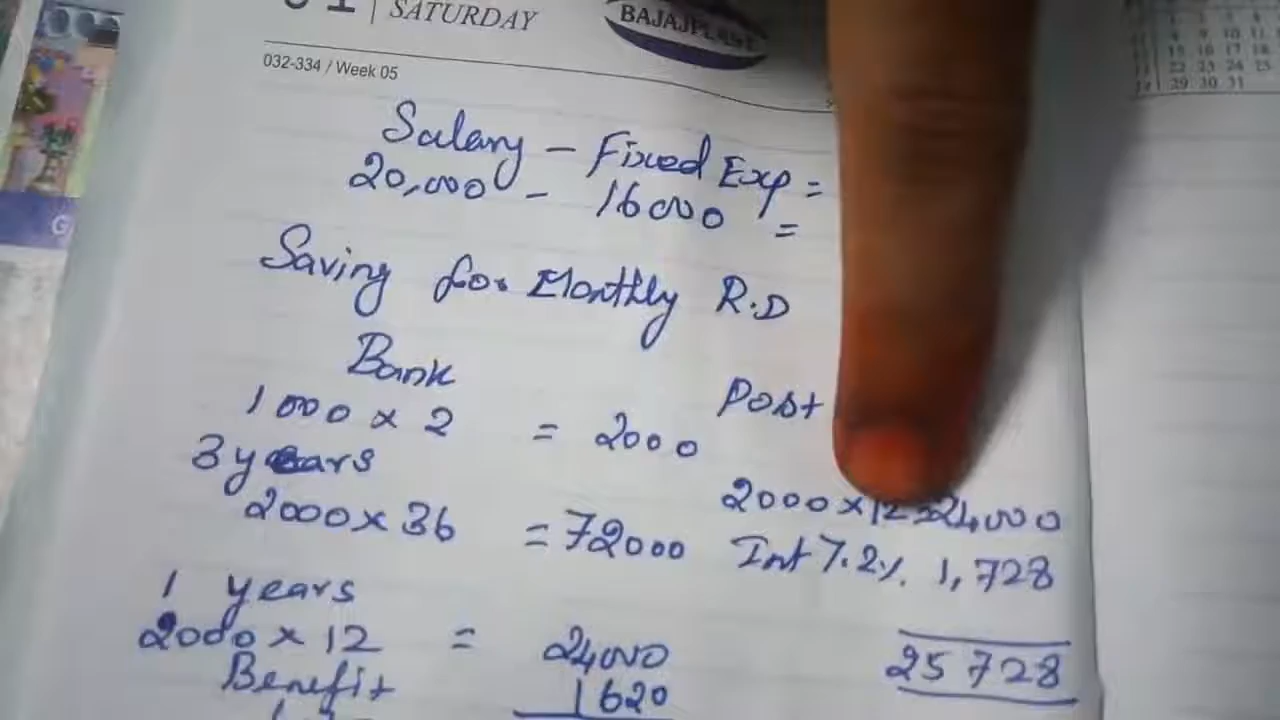 SATURDAY
BAJAJ
032-334 / Week 05
Salary - Fixed Exp =
20,000 - 16000 =
Saving for Monthly R.D
Bank
Post
1000 x 2 = 2000
3 years
2000 x 12 = 24000
2000 x 36 = 72000
Int 7.2% 1,728
1 years
2000 x 12 = 24000
25728
Benefit 1620